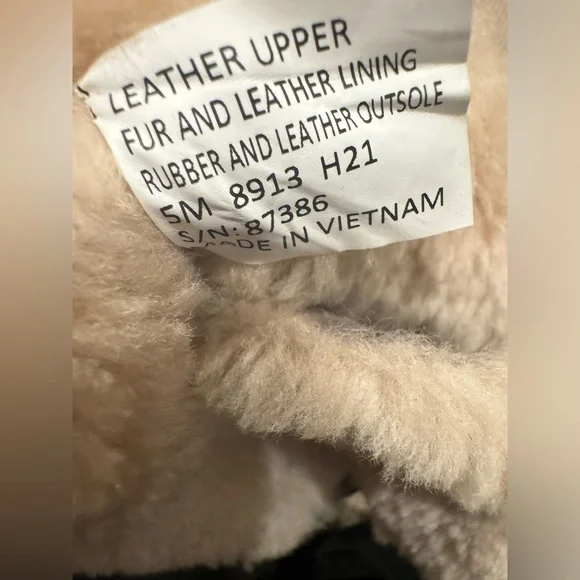 LEATHER UPPER
FUR AND LEATHER LINING
RUBBER AND LEATHER OUTSOLE
5M 8913 H21
S/N: 87386
MADE IN VIETNAM